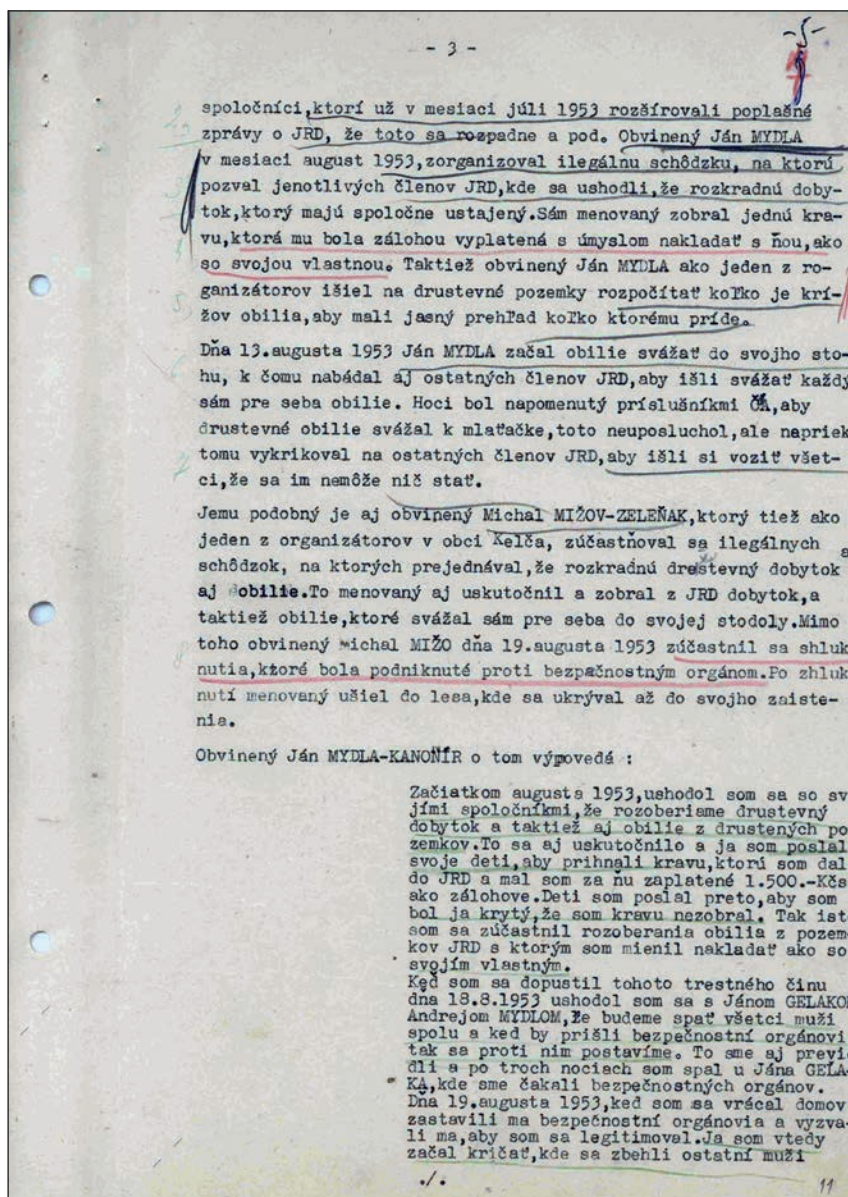 - 3 -
-5-
spoločníci,ktorí už v mesiaci júli 1953 rozšírovali poplašné
zprávy o JRD, že toto sa rozpadne a pod. Obvinený Ján MYDLA
v mesiaci august 1953,zorganizoval ilegálnu schôdzku, na ktorú
pozval jenotlivých členov JRD,kde sa ushodli,že rozkradnú doby-
tok,ktorý majú spoločne ustajený.Sám menovaný zobral jednú kra-
vu,ktorá mu bola zálohou vyplatená s úmyslom nakladať s ňou,ako
so svojou vlastnou. Taktiež obvinený Ján MYDLA ako jeden z ro-
ganizátorov išiel na drustevné pozemky rozpočítať koľko je krí-
žov obilia,aby mali jasný prehľad koľko ktorému príde.
Dňa 13.augusta 1953 Ján MYDLA začal obilie svážať do svojho sto-
hu, k čomu nabádal aj ostatných členov JRD,aby išli svážať každý
sám pre seba obilie. Hoci bol napomenutý príslušníkmi ČA,aby
drustevné obilie svážal k mlaťačke,toto neuposluchol,ale napriek
tomu vykrikoval na ostatných členov JRD,aby išli si voziť všet-
ci,že sa im nemôže nič stať.
Jemu podobný je aj obvinený Michal MIŽOV-ZELEŇAK,ktorý tiež ako
jeden z organizátorov v obci Kelča, zúčastňoval sa ilegálnych a
schôdzok, na ktorých prejednával,že rozkradnú drestevný dobytok
aj obilie.To menovaný aj uskutočnil a zobral z JRD dobytok,a
taktiež obilie,ktoré svážal sám pre seba do svojej stodoly.Mimo
toho obvinený Michal MIŽO dňa 19.augusta 1953 zúčastnil sa shluk
nutia,ktoré bola podniknuté proti bezpačnostným orgánom.Po zhluk
nutí menovaný ušiel do lesa,kde sa ukrýval až do svojho zaiste-
nia.
Obvinený Ján MYDLA-KANOŇÍR o tom výpovedá :
Začiatkom augusta 1953,ushodol som sa so sv
jími spoločníkmi,že rozoberiame drustevný
dobytok a taktiež aj obilie z drustených po
zemkov.To sa aj uskutočnilo a ja som poslal
svoje deti,aby prihnali kravu,ktorú som dal
do JRD a mal som za ňu zaplatené 1.500.-Kčs
ako zálohove.Deti som poslal preto,aby som
bol ja krytý,že som kravu nezobral. Tak ist
som sa zúčastnil rozoberania obilia z pozem
kov JRD s ktorým som mienil nakladať ako so
svojím vlastným.
Keď som sa dopustil tohoto trestného činu
dna 18.8.1953 ushodol som sa s Jánom GELAKO
Andrejom MYDLOM,že budeme spať všetci muži
spolu a ked by prišli bezpečnostní orgánovi
tak sa proti nim postavíme. To sme aj previ
dli a po troch nociach som spal u Jána GEĽA-
KA,kde sme čakali bezpečnostných orgánov.
Dna 19.augusta 1953,ked som sa vrácal domov
zastavili ma bezpečnostní orgánovia a vyzva-
li ma,aby som sa legitimoval.Ja som vtedy
začal kričať,kde sa zbehli ostatní muži
./.
11